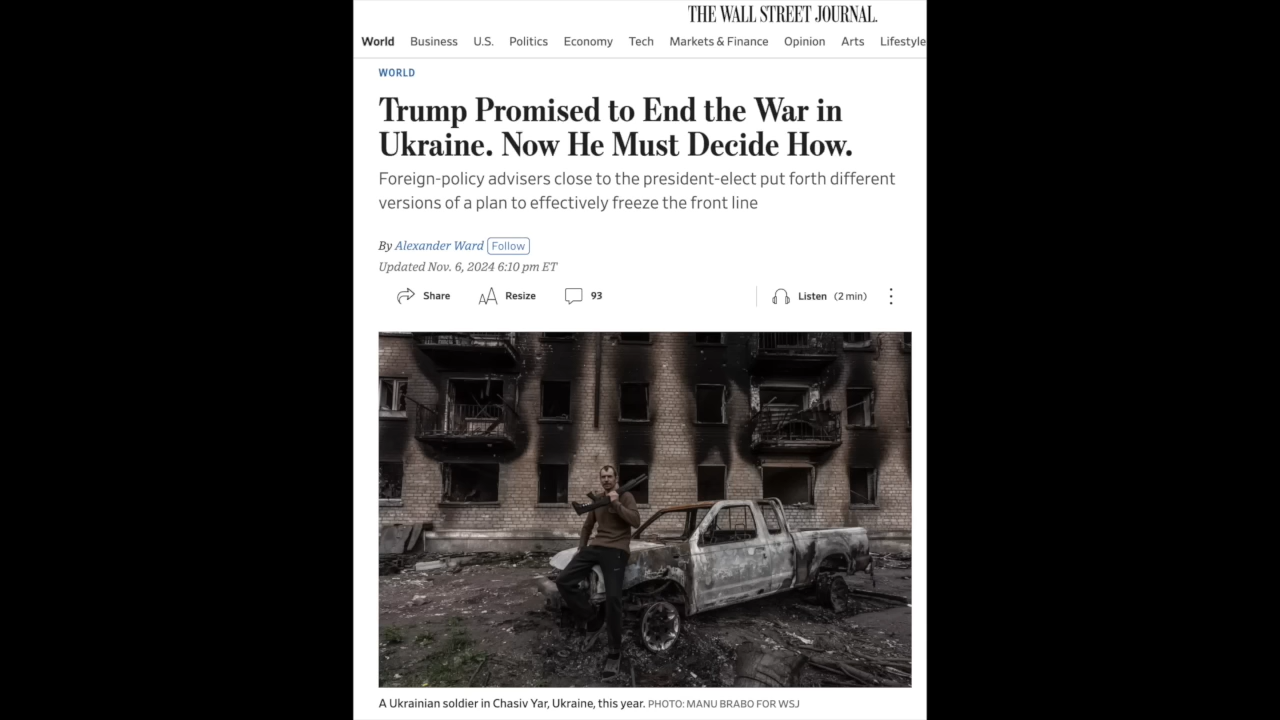 THE WALL STREET JOURNAL.
World Business U.S. Politics Economy Tech Markets & Finance Opinion Arts Lifestyle
WORLD
Trump Promised to End the War in
Ukraine. Now He Must Decide How.
Foreign-policy advisers close to the president-elect put forth different
versions of a plan to effectively freeze the front line
By Alexander Ward Follow
Updated Nov. 6, 2024 6:10 pm ET
Share AA Resize 93 Listen (2 min)
A Ukrainian soldier in Chasiv Yar, Ukraine, this year. PHOTO: MANU BRABO FOR WSJ